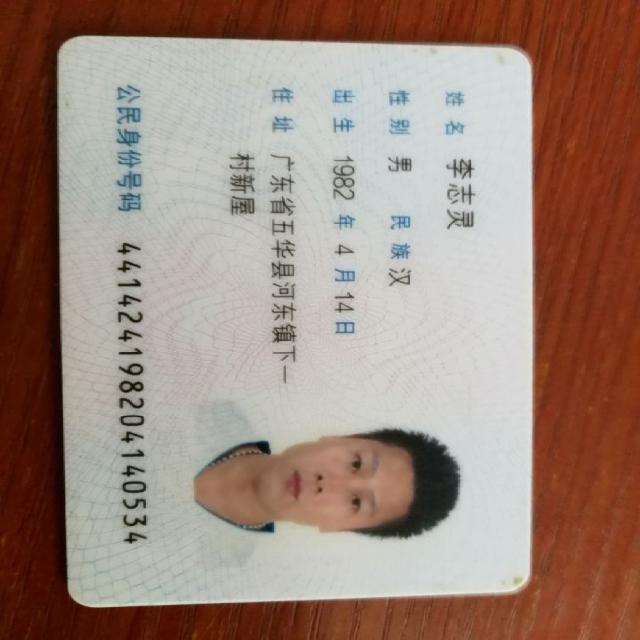 姓名 李志灵
性别 男 民族 汉
出生 1982 年 4 月 14 日
住址 广东省五华县河东镇下一
村新屋
公民身份号码 441424198204140534